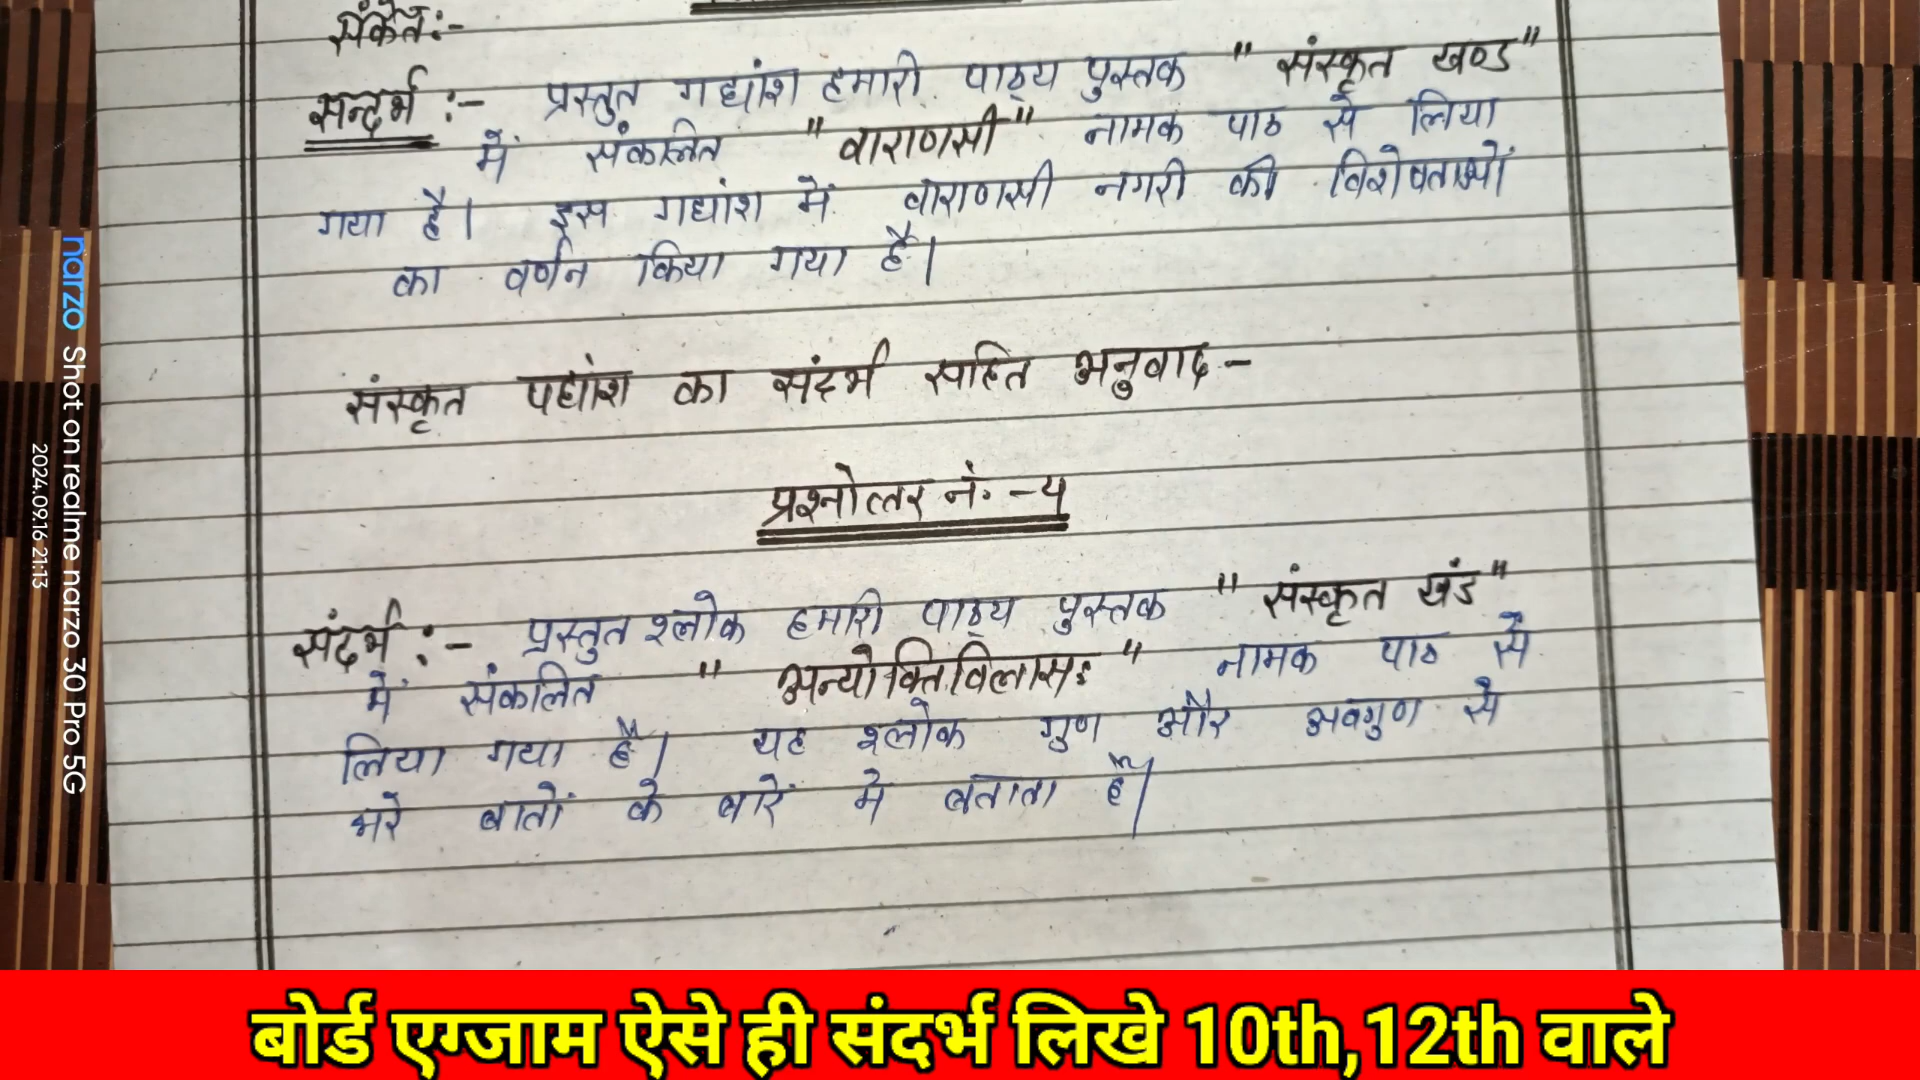 संकेत:-
सन्दर्भ :- प्रस्तुत गद्यांश हमारी पाठ्य पुस्तक " संस्कृत खण्ड"
में संकलित "वाराणसी" नामक पाठ से लिया
गया है। इस गद्यांश में वाराणसी नगरी की विशेषताओं
का वर्णन किया गया है।
संस्कृत पद्यांश का संदर्भ सहित अनुवाद -
प्रश्नोत्तर नं. -५
संदर्भ :- प्रस्तुत श्लोक हमारी पाठ्य पुस्तक " संस्कृत खंड"
में संकलित " अन्योक्तिविलासः" नामक पाठ से
लिया गया है। यह श्लोक गुण और अवगुण से
भरे बातों के बारें मे बताता है।
narzo Shot on realme narzo 30 Pro 5G
2024.09.16 21:13
बोर्ड एग्जाम ऐसे ही संदर्भ लिखे 10th,12th वाले